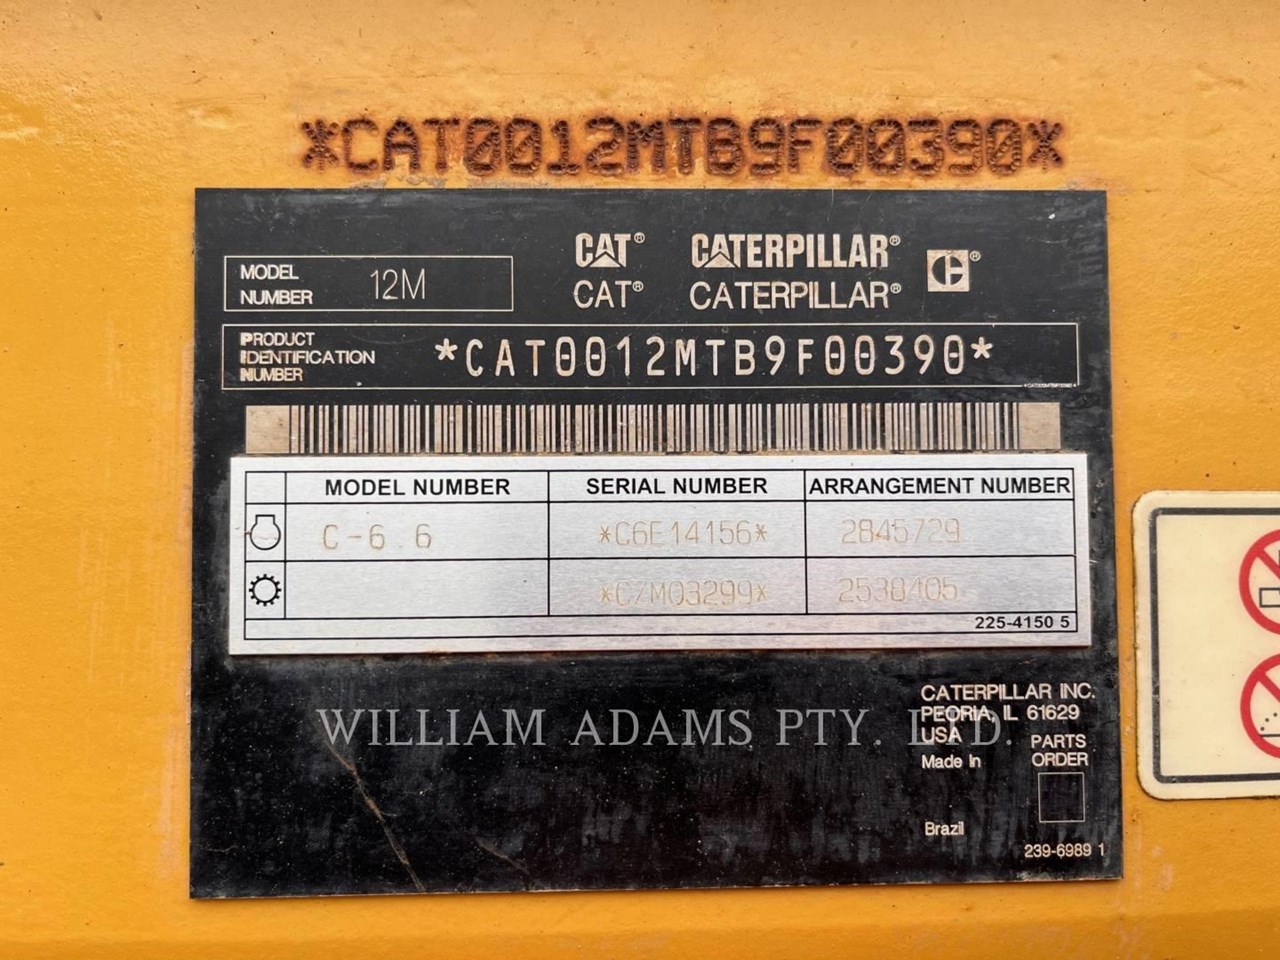 *CAT0012MTB9F00390*
CAT® CATERPILLAR® ®
MODEL NUMBER 12M
CAT® CATERPILLAR®
PRODUCT IDENTIFICATION NUMBER *CAT0012MTB9F00390*
*CAT0012MTB9F00390*
MODEL NUMBER SERIAL NUMBER ARRANGEMENT NUMBER
C-6 6 *C6E14156* 2845729
*C7M03299* 2538405
225-4150 5
CATERPILLAR INC.
PEORIA, IL 61629
USA
WILLIAM ADAMS PTY. LTD.
PARTS ORDER
Made in
Brazil
239-6989 1